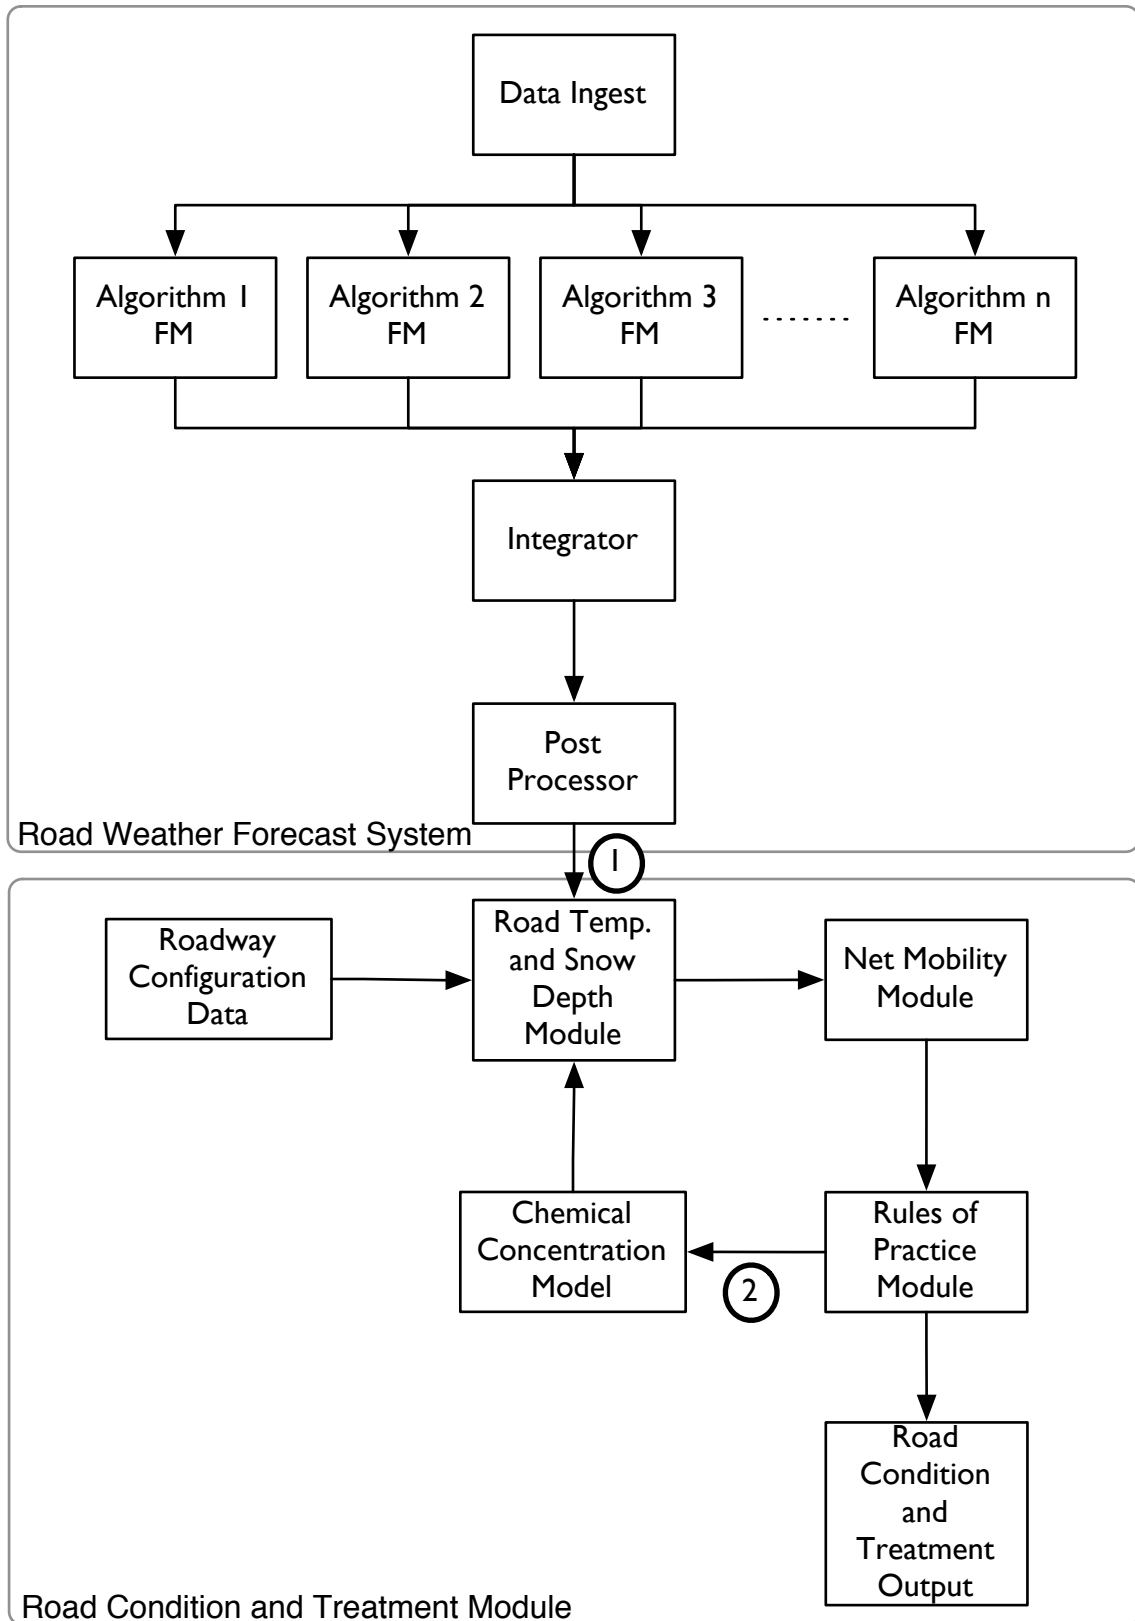 Data Ingest
Algorithm 1
FM
Algorithm 2
FM
Algorithm 3
FM
.......
Algorithm n
FM
Integrator
Post
Processor
Road Weather Forecast System
1
Roadway
Configuration
Data
Road Temp.
and Snow
Depth
Module
Net Mobility
Module
Chemical
Concentration
Model
2
Rules of
Practice
Module
Road
Condition
and
Treatment
Output
Road Condition and Treatment Module